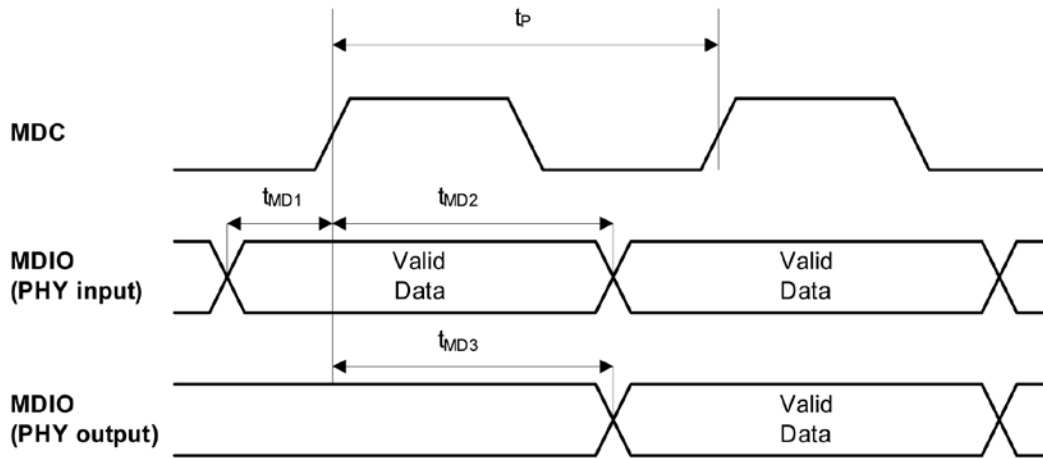 tP
MDC
tMD1
tMD2
MDIO
(PHY input)
Valid
Data
Valid
Data
tMD3
MDIO
(PHY output)
Valid
Data